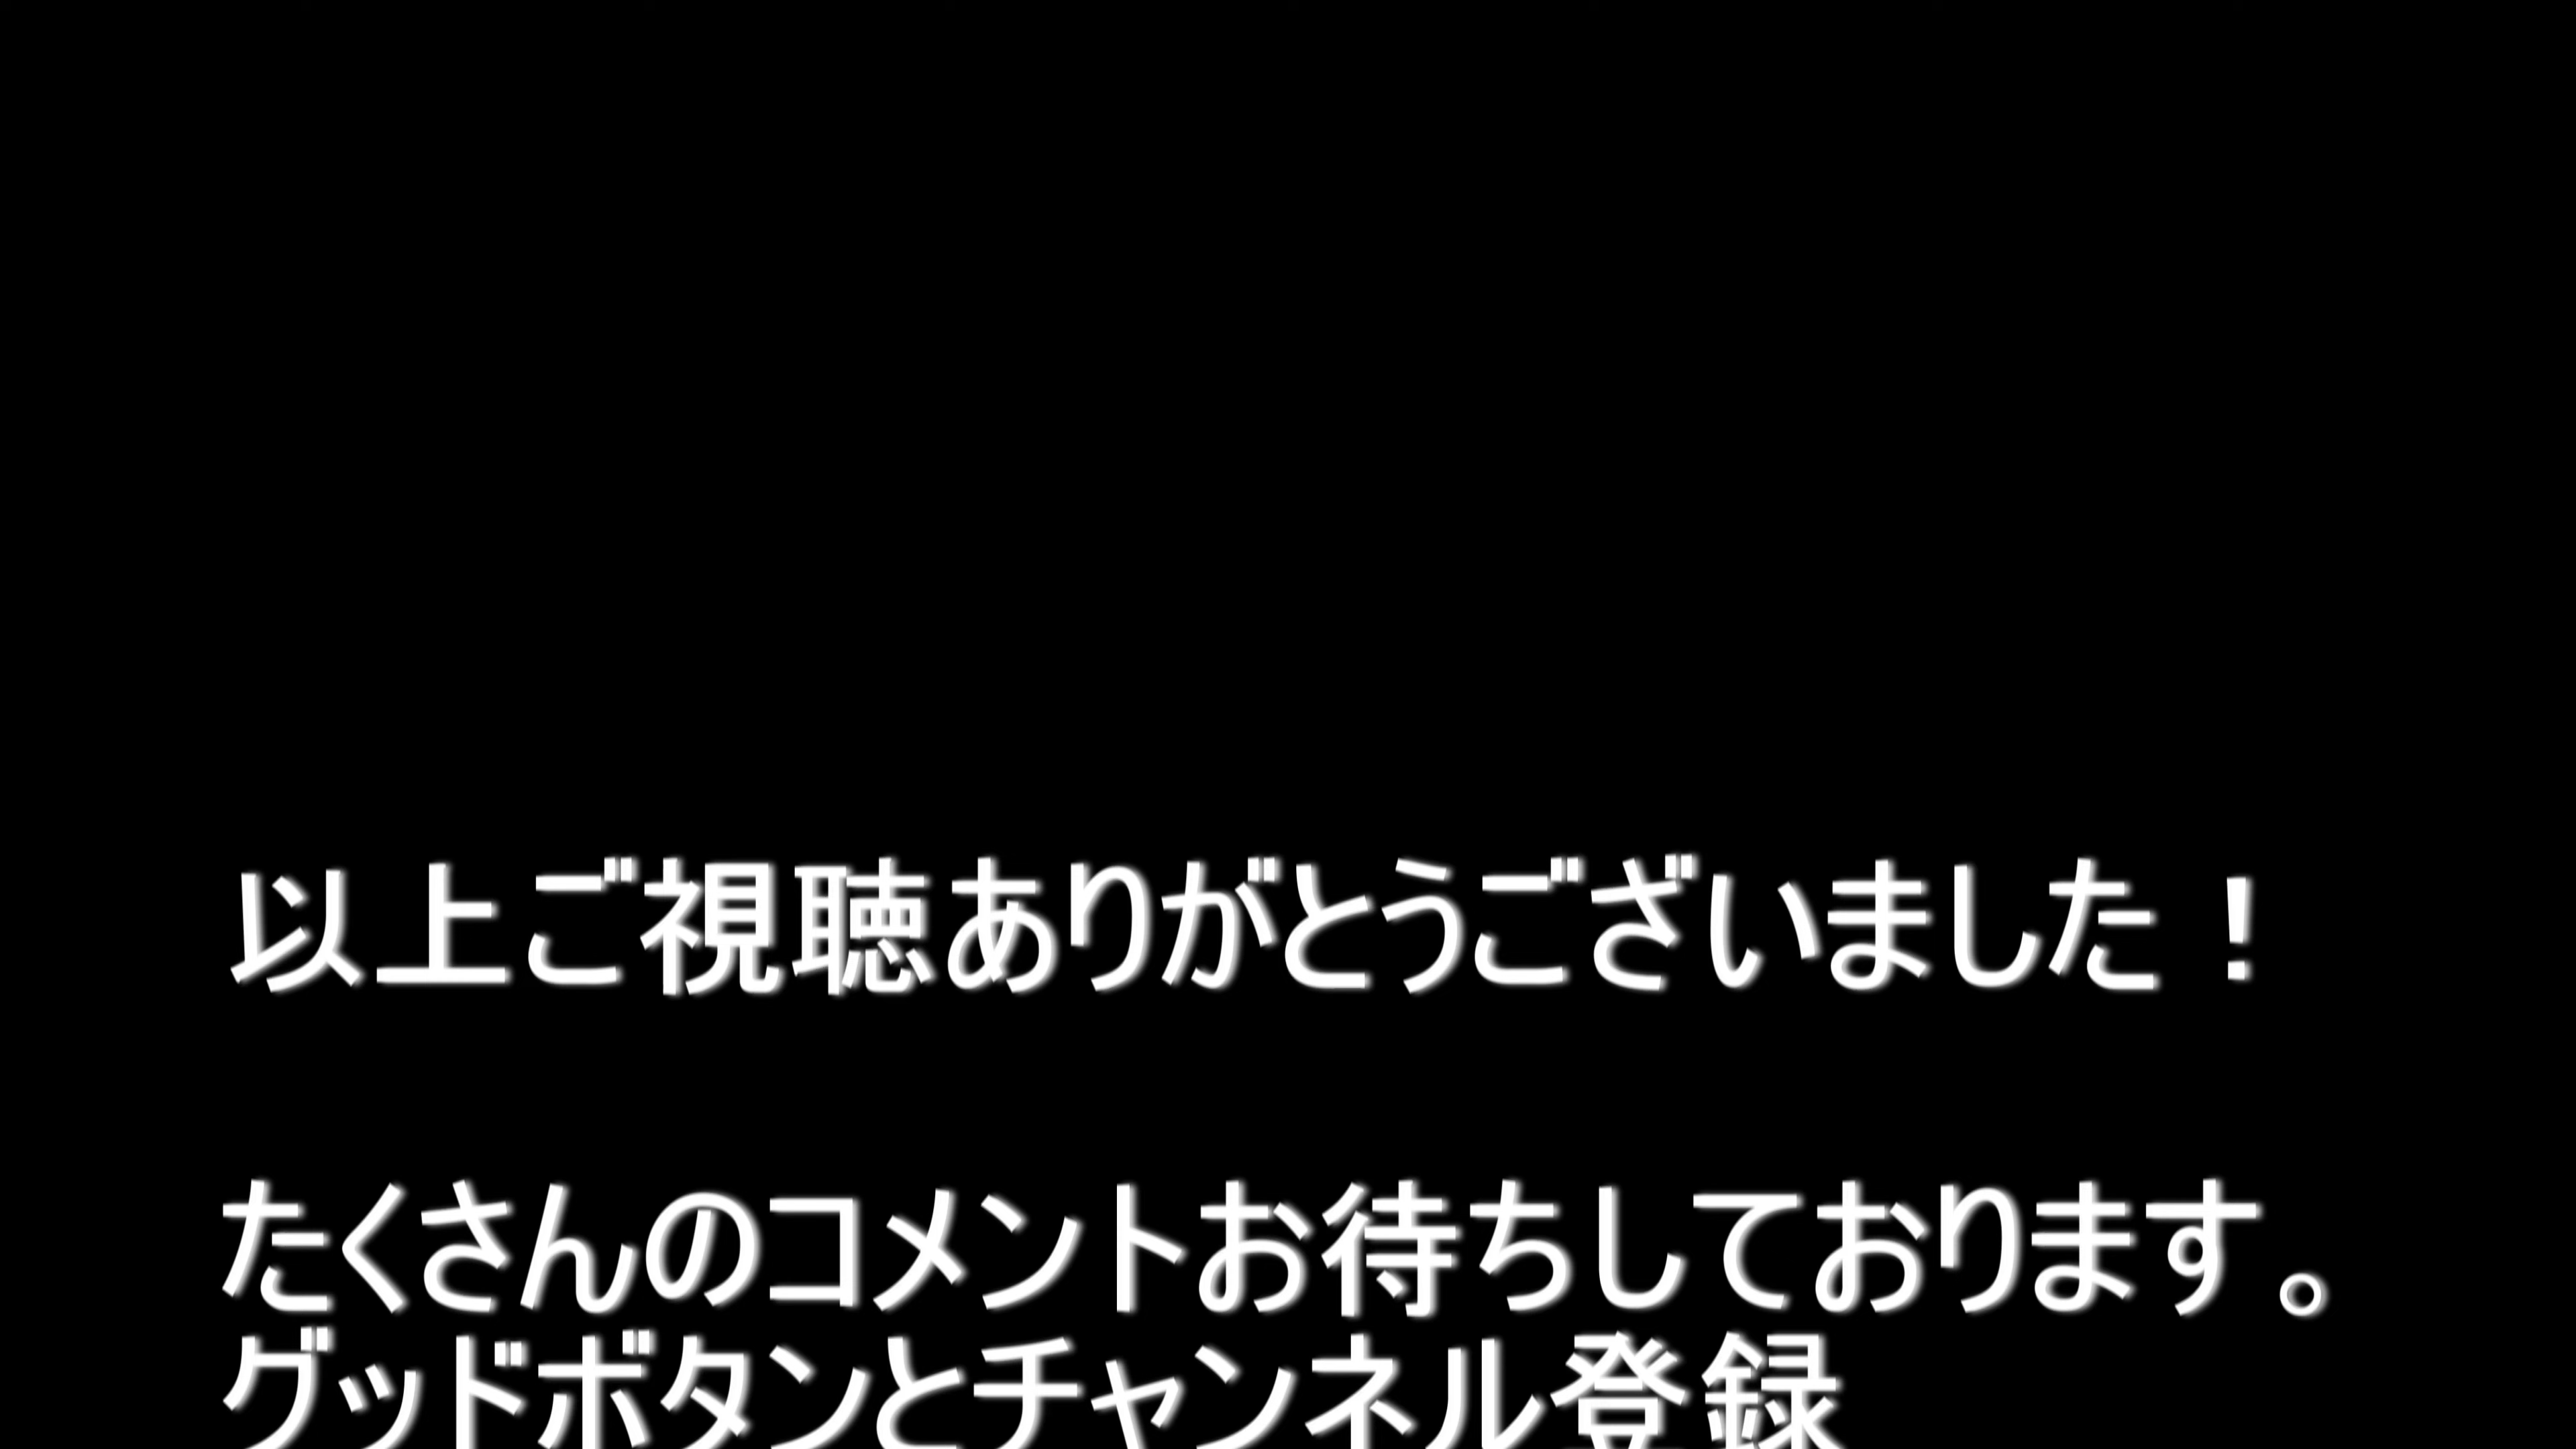 以上ご視聴ありがとうございました！
たくさんのコメントお待ちしております。
グッドボタンとチャンネル登録